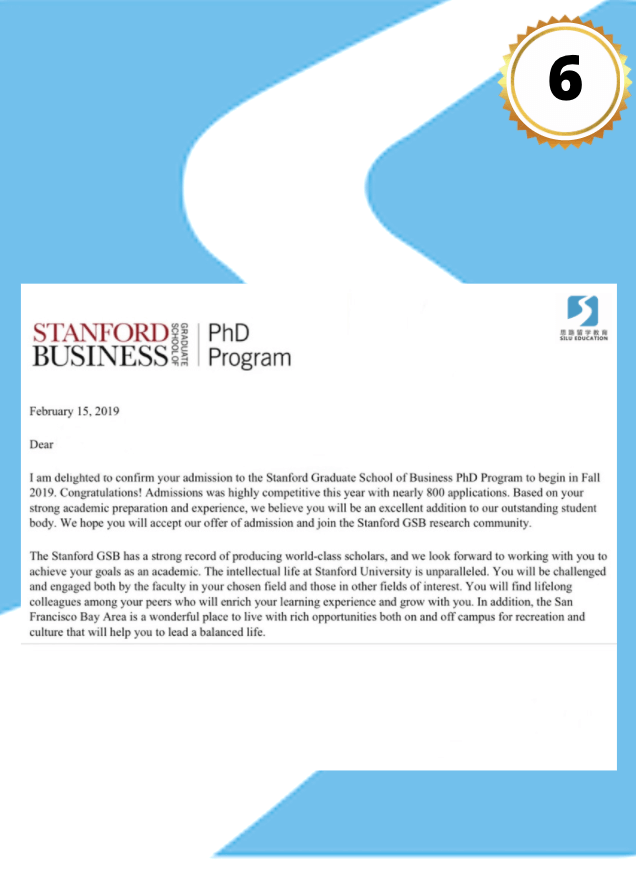 6
STANFORD
BUSINESS
GRADUATE
SCHOOL OF
PhD
Program
思路留学教育
SILU EDUCATION
February 15, 2019
Dear
I am delighted to confirm your admission to the Stanford Graduate School of Business PhD Program to begin in Fall
2019. Congratulations! Admissions was highly competitive this year with nearly 800 applications. Based on your
strong academic preparation and experience, we believe you will be an excellent addition to our outstanding student
body. We hope you will accept our offer of admission and join the Stanford GSB research community.
The Stanford GSB has a strong record of producing world-class scholars, and we look forward to working with you to
achieve your goals as an academic. The intellectual life at Stanford University is unparalleled. You will be challenged
and engaged both by the faculty in your chosen field and those in other fields of interest. You will find lifelong
colleagues among your peers who will enrich your learning experience and grow with you. In addition, the San
Francisco Bay Area is a wonderful place to live with rich opportunities both on and off campus for recreation and
culture that will help you to lead a balanced life.